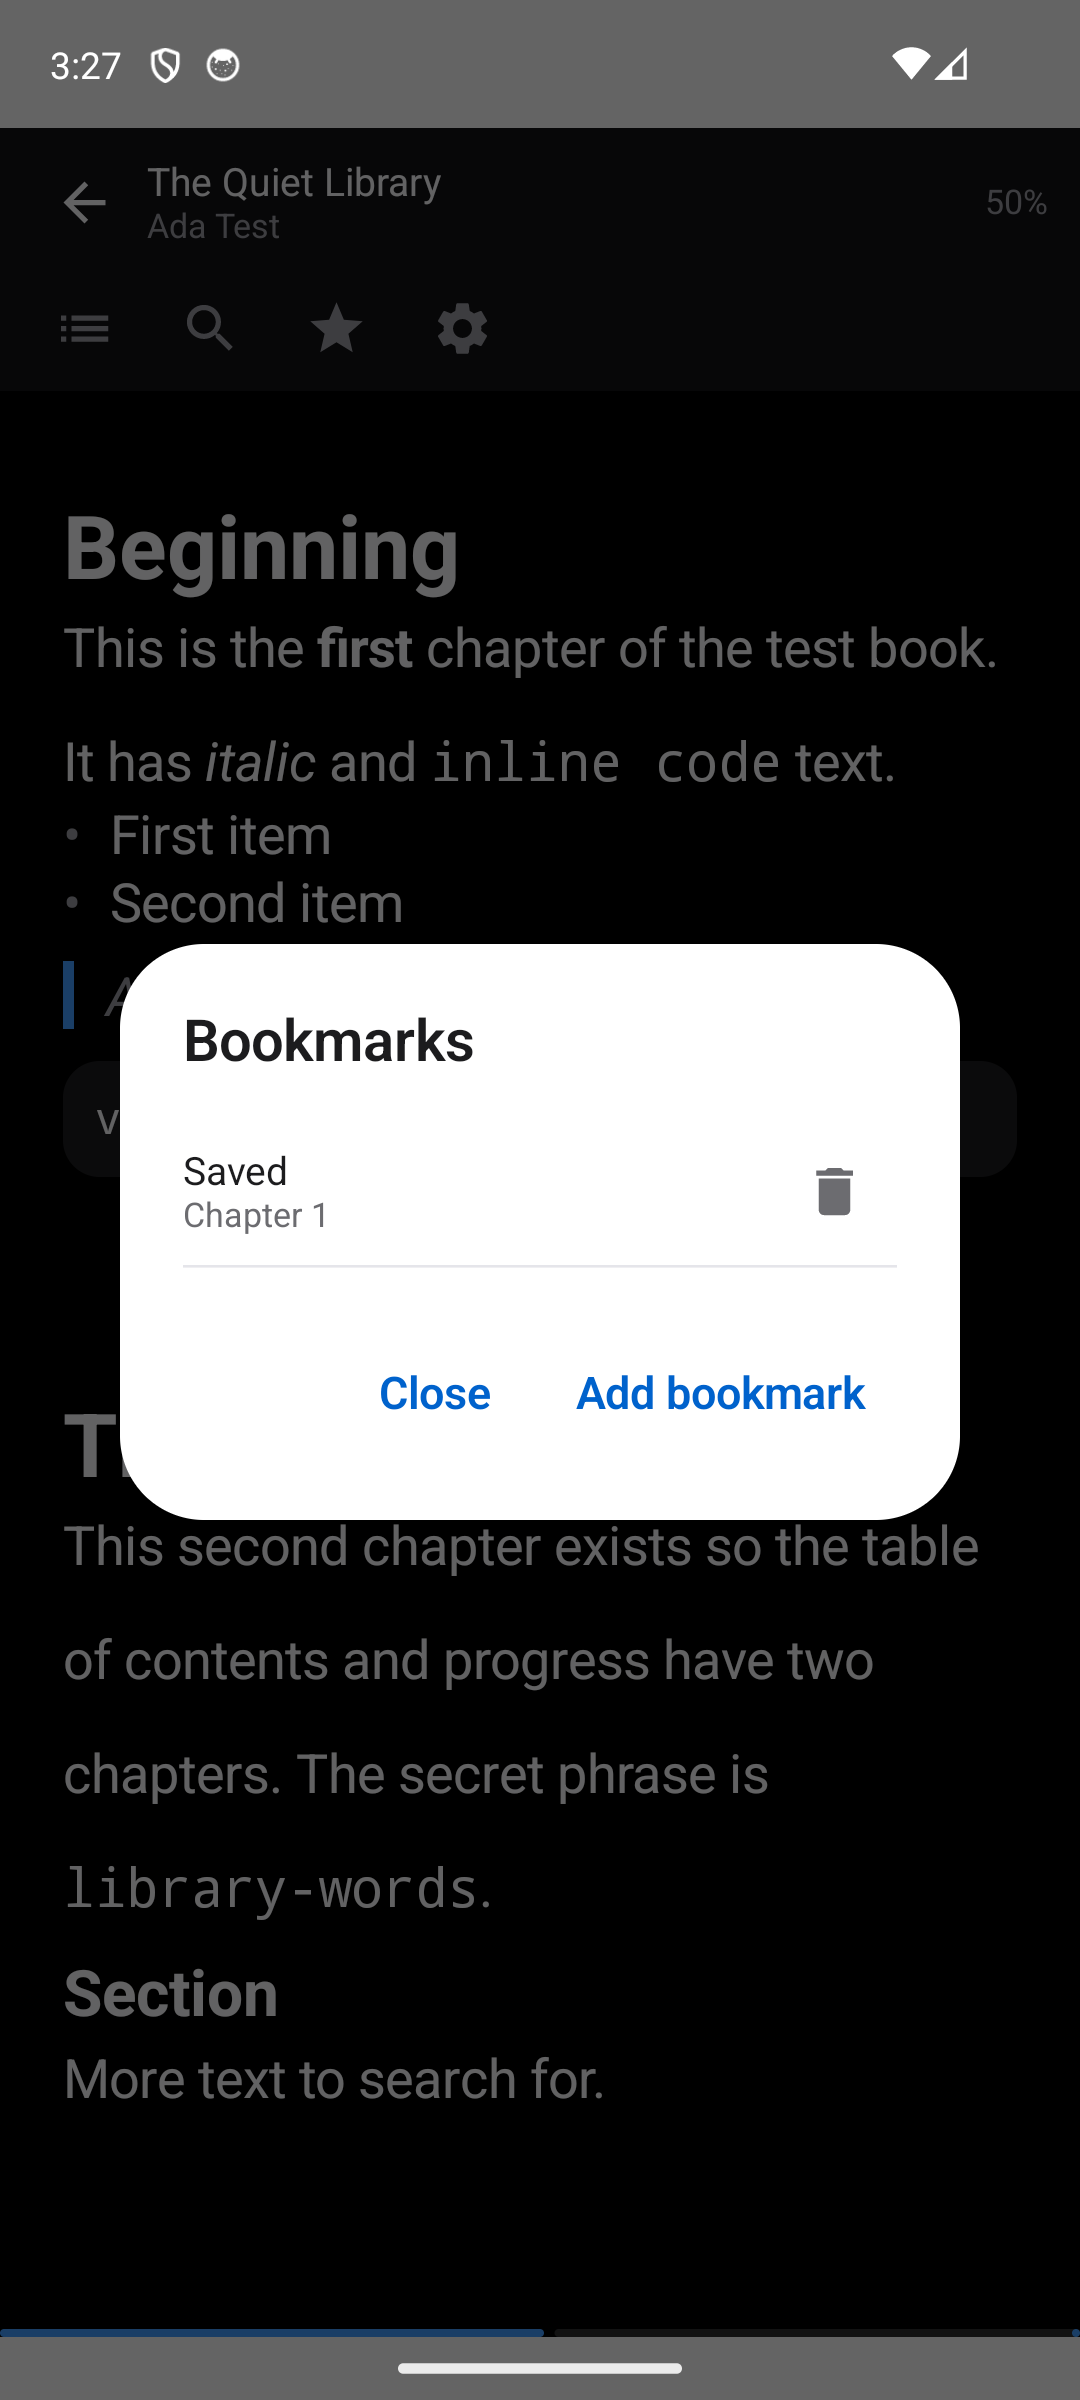 3:27
The Quiet Library
Ada Test
50%
Beginning
This is the first chapter of the test book.
It has italic and inline code text.
• First item
• Second item
Bookmarks
Saved
Chapter 1
Close Add bookmark
This second chapter exists so the table
of contents and progress have two
chapters. The secret phrase is
library-words.
Section
More text to search for.